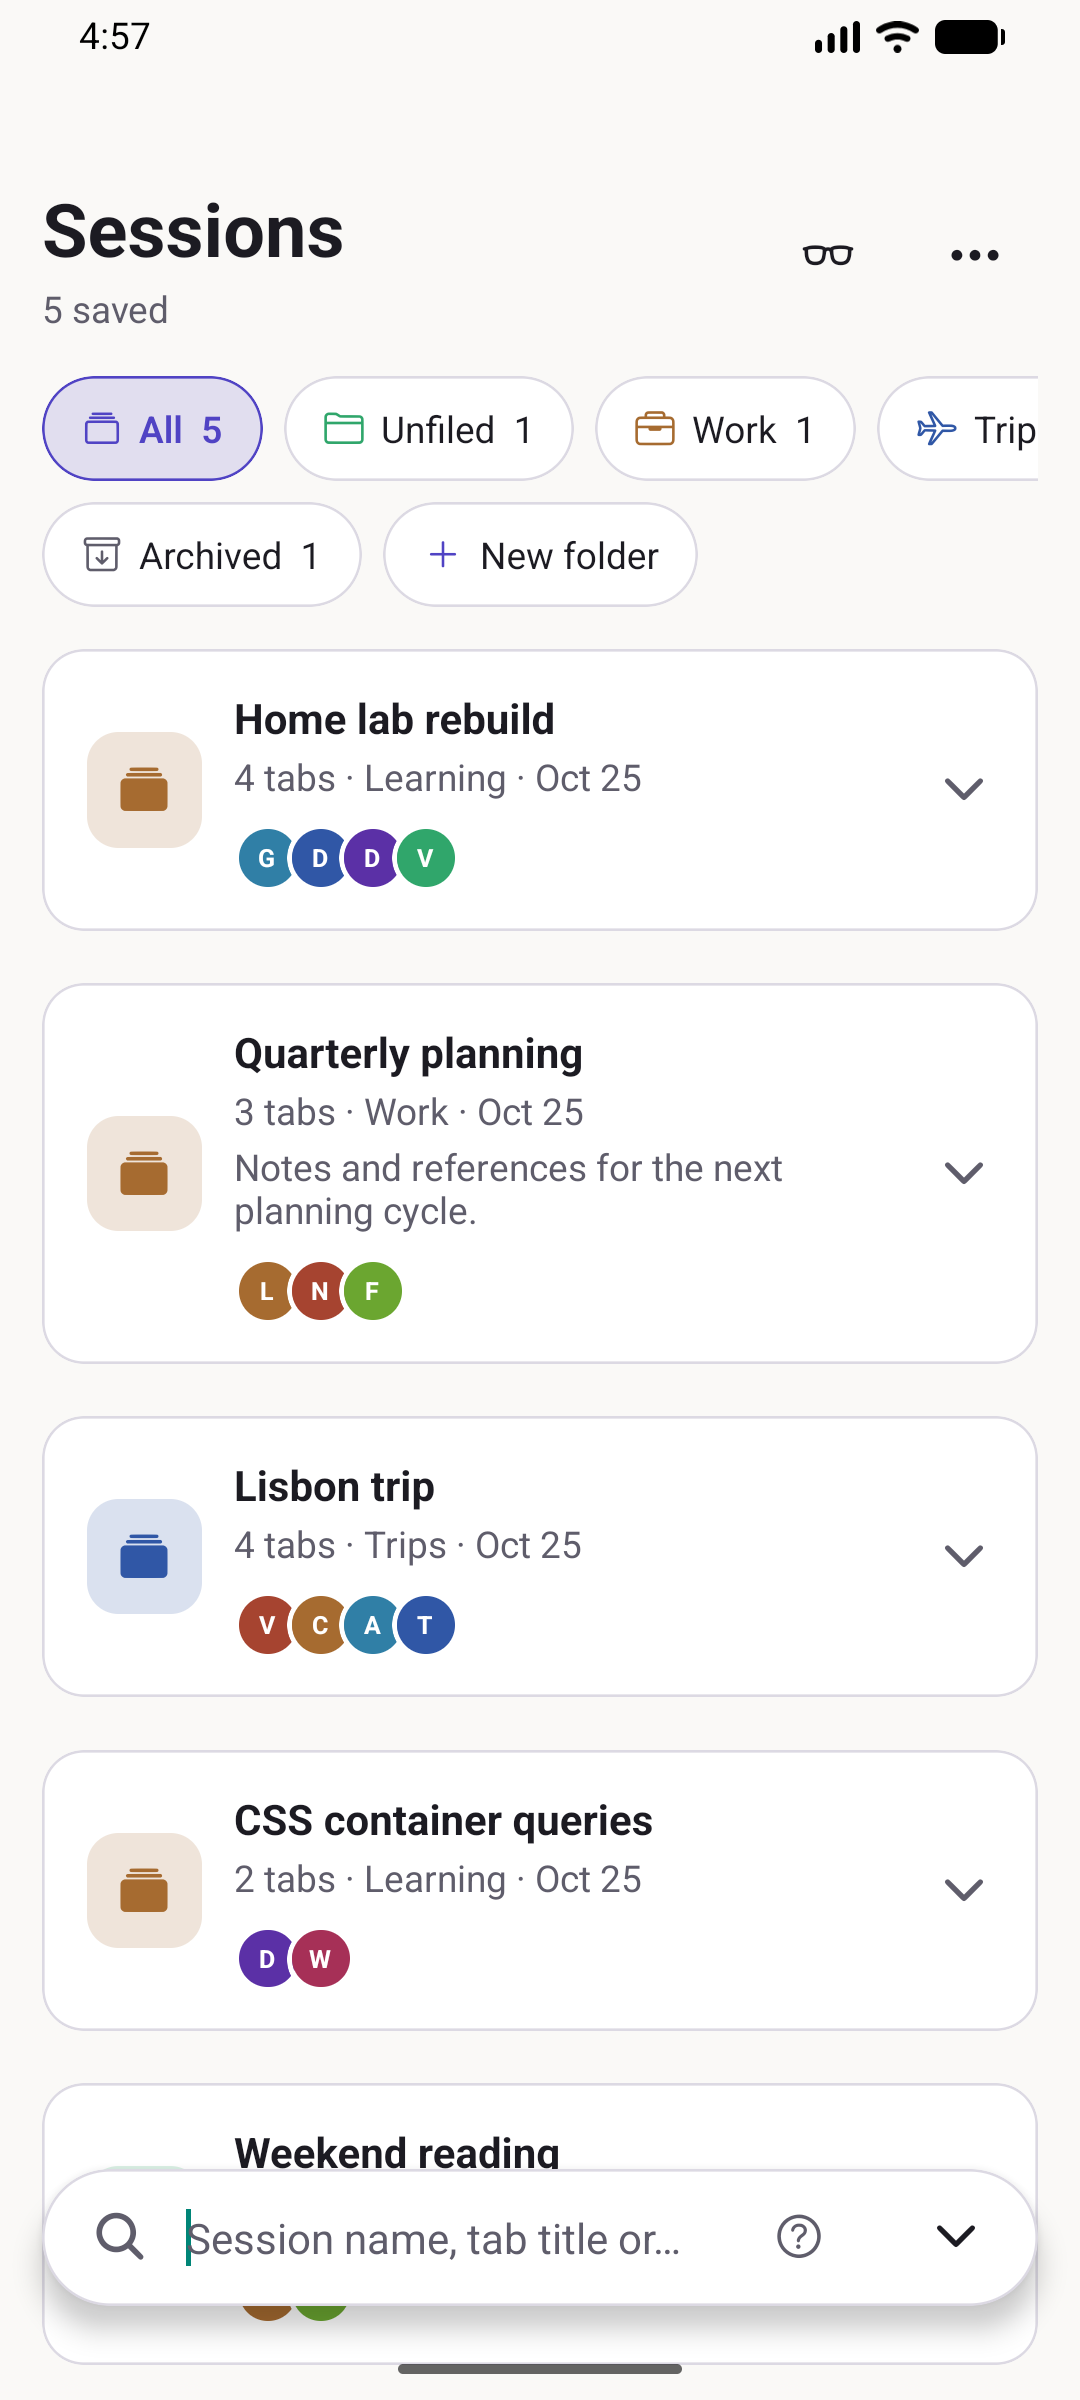 4:57
Sessions
5 saved
All 5
Unfiled 1
Work 1
Trip
Archived 1
New folder
Home lab rebuild
4 tabs · Learning · Oct 25
G D D V
Quarterly planning
3 tabs · Work · Oct 25
Notes and references for the next
planning cycle.
L N F
Lisbon trip
4 tabs · Trips · Oct 25
V C A T
CSS container queries
2 tabs · Learning · Oct 25
D W
Weekend reading
Session name, tab title or...